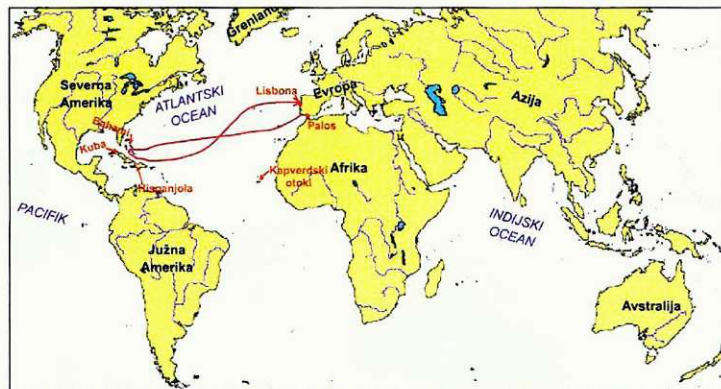 Grenland
Severna
Amerika
ATLANTSKI
OCEAN
Lisbona
Evropa
Azija
Bahami
Kuba
Palos
Hispanjola
Kapverdski
otoki
Afrika
PACIFIK
INDIJSKI
OCEAN
Južna
Amerika
Avstralija